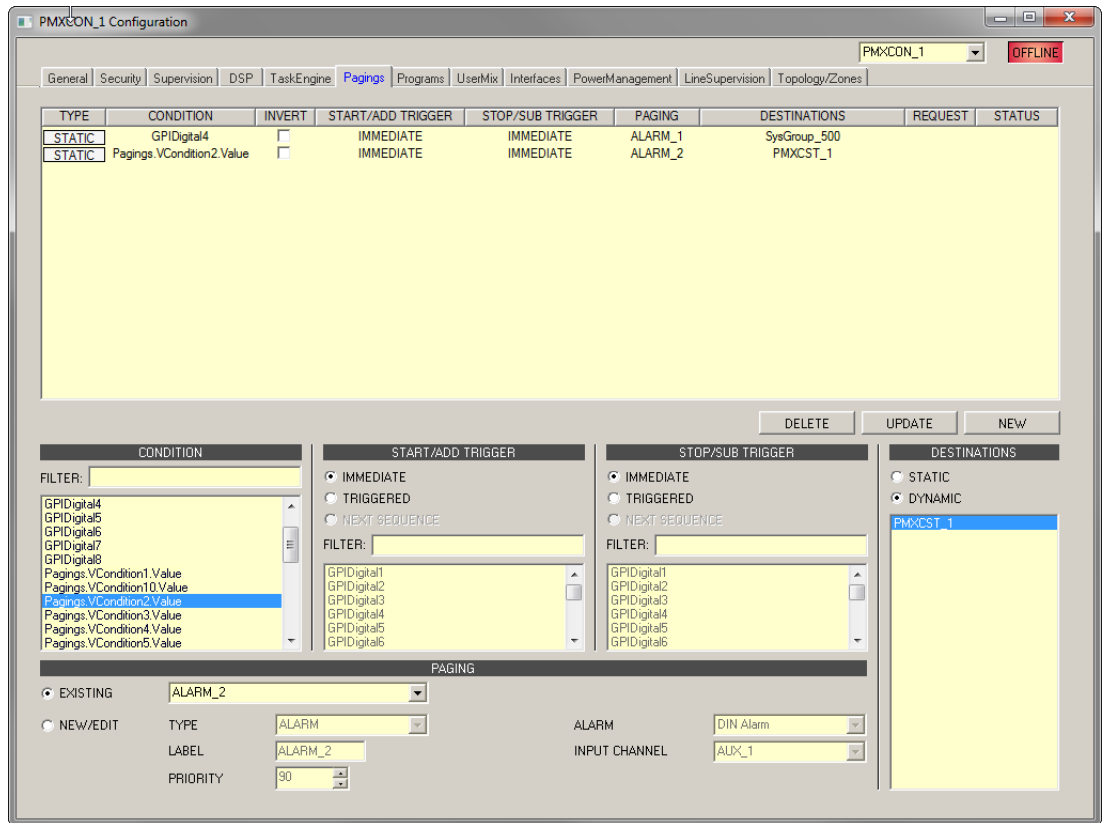 PMXCON_1 Configuration
PMXCON_1 OFFLINE
General Security Supervision DSP TaskEngine Pagings Programs UserMix Interfaces PowerManagement LineSupervision Topology/Zones
TYPE CONDITION INVERT START/ADD TRIGGER STOP/SUB TRIGGER PAGING DESTINATIONS REQUEST STATUS
STATIC GPIDigital4 IMMEDIATE IMMEDIATE ALARM_1 SysGroup_500
STATIC Pagings.VCondition2.Value IMMEDIATE IMMEDIATE ALARM_2 PMXCST_1
DELETE UPDATE NEW
CONDITION START/ADD TRIGGER STOP/SUB TRIGGER DESTINATIONS
FILTER:
GPIDigital4
GPIDigital5
GPIDigital6
GPIDigital7
GPIDigital8
Pagings.VCondition1.Value
Pagings.VCondition10.Value
Pagings.VCondition2.Value
Pagings.VCondition3.Value
Pagings.VCondition4.Value
Pagings.VCondition5.Value
IMMEDIATE
TRIGGERED
NEXT SEQUENCE
FILTER:
GPIDigital1
GPIDigital2
GPIDigital3
GPIDigital4
GPIDigital5
GPIDigital6
IMMEDIATE
TRIGGERED
NEXT SEQUENCE
FILTER:
GPIDigital1
GPIDigital2
GPIDigital3
GPIDigital4
GPIDigital5
GPIDigital6
STATIC
DYNAMIC
PMXCST_1
PAGING
EXISTING ALARM_2
NEW/EDIT TYPE ALARM ALARM DIN Alarm
LABEL ALARM_2 INPUT CHANNEL AUX_1
PRIORITY 90